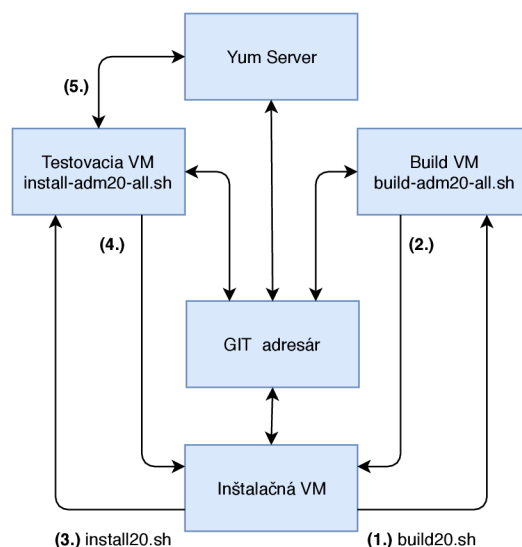 Yum Server
(5.)
Testovacia VM
install-adm20-all.sh
Build VM
build-adm20-all.sh
(4.)
(2.)
GIT adresár
Inštalačná VM
(3.) install20.sh
(1.) build20.sh